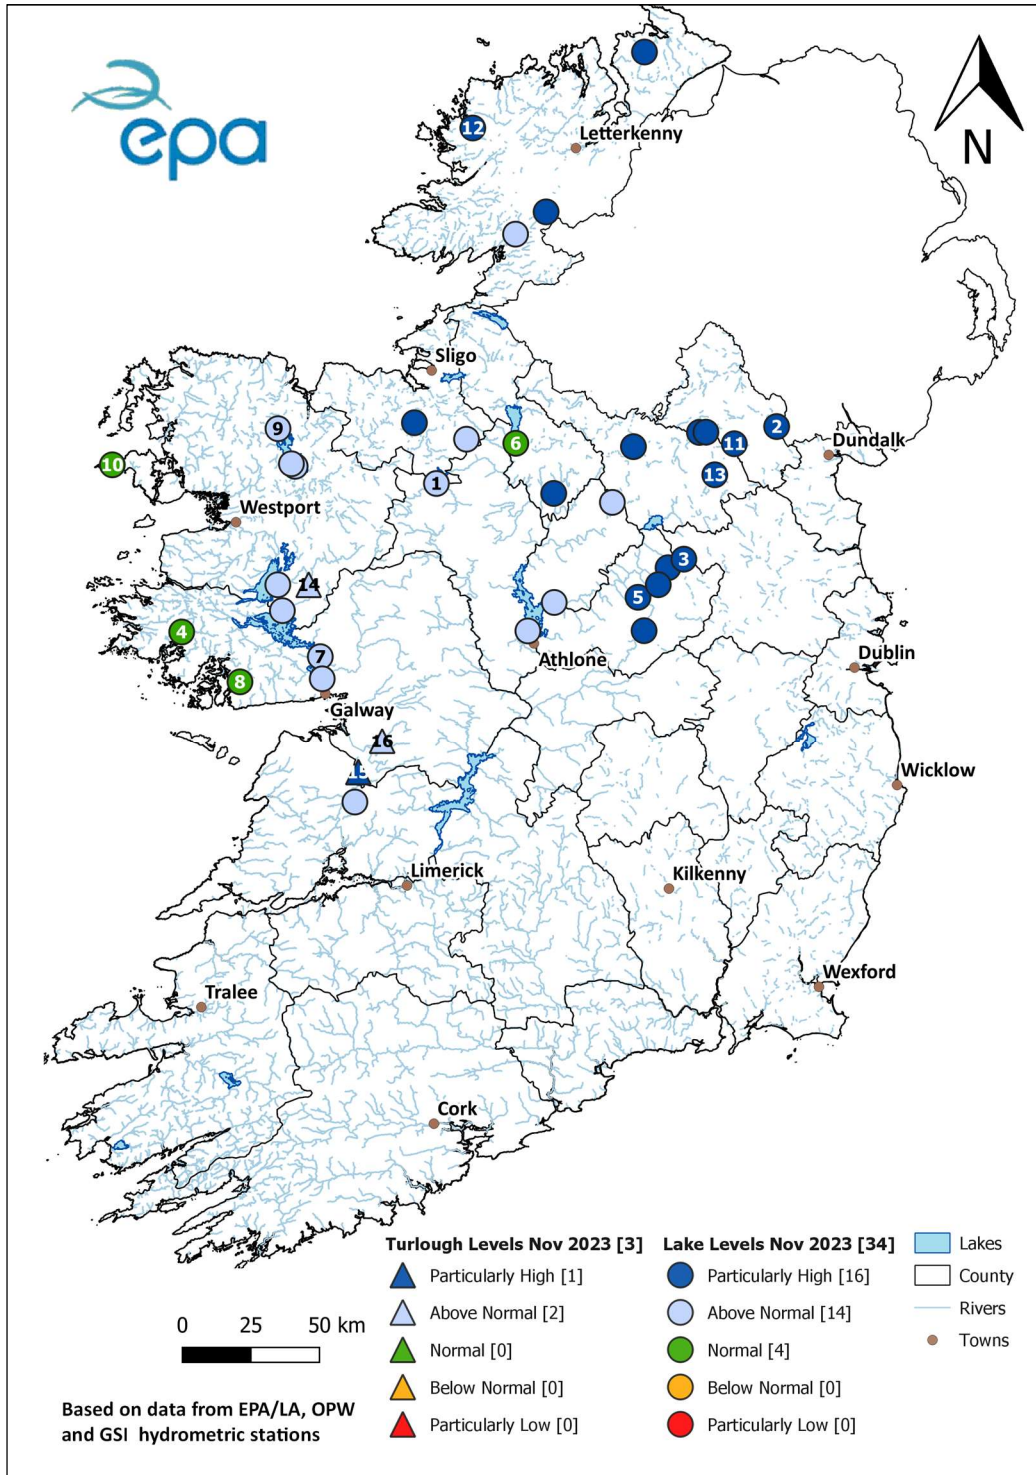 epa
N
12
Letterkenny
Sligo
9
10
6
2
11
Dundalk
13
1
Westport
3
14
5
4
7
Athlone
Dublin
8
Galway
16
15
Wicklow
Limerick
Kilkenny
Wexford
Tralee
Cork
Turlough Levels Nov 2023 [3]
Particularly High [1]
Above Normal [2]
Normal [0]
Below Normal [0]
Particularly Low [0]
Lake Levels Nov 2023 [34]
Particularly High [16]
Above Normal [14]
Normal [4]
Below Normal [0]
Particularly Low [0]
Lakes
County
Rivers
Towns
0 25 50 km
Based on data from EPA/LA, OPW
and GSI hydrometric stations